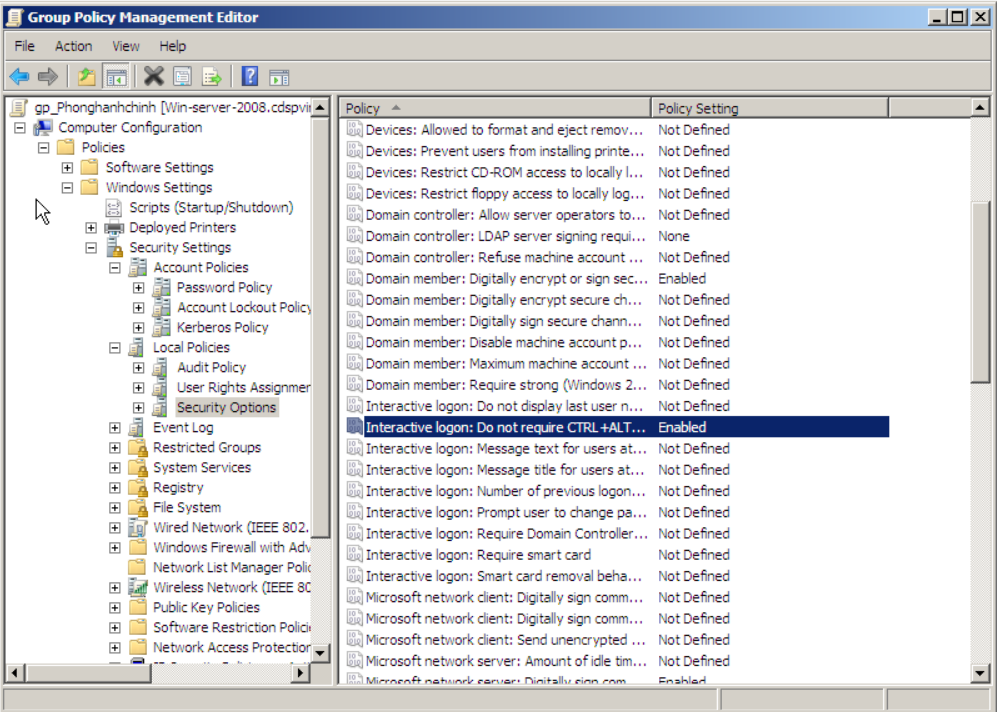 Group Policy Management Editor
File Action View Help
gp_Phonghanhchinh [Win-server-2008.cdspvir
Computer Configuration
Policies
Software Settings
Windows Settings
Scripts (Startup/Shutdown)
Deployed Printers
Security Settings
Account Policies
Password Policy
Account Lockout Policy
Kerberos Policy
Local Policies
Audit Policy
User Rights Assignmer
Security Options
Event Log
Restricted Groups
System Services
Registry
File System
Wired Network (IEEE 802.
Windows Firewall with Adv
Network List Manager Polic
Wireless Network (IEEE 80
Public Key Policies
Software Restriction Polici
Network Access Protection
Policy Policy Setting
Devices: Allowed to format and eject remov... Not Defined
Devices: Prevent users from installing printe... Not Defined
Devices: Restrict CD-ROM access to locally l... Not Defined
Devices: Restrict floppy access to locally log... Not Defined
Domain controller: Allow server operators to... Not Defined
Domain controller: LDAP server signing requi... None
Domain controller: Refuse machine account ... Not Defined
Domain member: Digitally encrypt or sign sec... Enabled
Domain member: Digitally encrypt secure ch... Not Defined
Domain member: Digitally sign secure chann... Not Defined
Domain member: Disable machine account p... Not Defined
Domain member: Maximum machine account ... Not Defined
Domain member: Require strong (Windows 2... Not Defined
Interactive logon: Do not display last user n... Not Defined
Interactive logon: Do not require CTRL+ALT... Enabled
Interactive logon: Message text for users at... Not Defined
Interactive logon: Message title for users at... Not Defined
Interactive logon: Number of previous logon... Not Defined
Interactive logon: Prompt user to change pa... Not Defined
Interactive logon: Require Domain Controller... Not Defined
Interactive logon: Require smart card Not Defined
Interactive logon: Smart card removal beha... Not Defined
Microsoft network client: Digitally sign comm... Not Defined
Microsoft network client: Digitally sign comm... Not Defined
Microsoft network client: Send unencrypted ... Not Defined
Microsoft network server: Amount of idle tim... Not Defined
Microsoft network server: Digitally sign com... Enabled